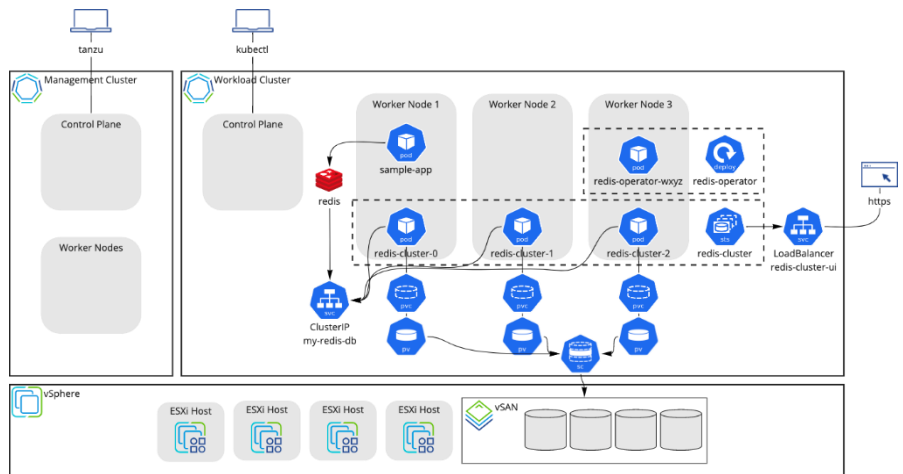 tanzu
kubectl
Management Cluster
Workload Cluster
Control Plane
Control Plane
Worker Node 1
Worker Node 2
Worker Node 3
pod
sample-app
pod
redis-operator-wxyz
deploy
redis-operator
redis
https
pod
redis-cluster-0
pod
redis-cluster-1
pod
redis-cluster-2
sts
redis-cluster
svc
LoadBalancer
redis-cluster-ui
Worker Nodes
svc
ClusterIP
my-redis-db
pvc
pvc
pvc
pv
pv
pv
sc
vSphere
ESXi Host
ESXi Host
ESXi Host
ESXi Host
vSAN